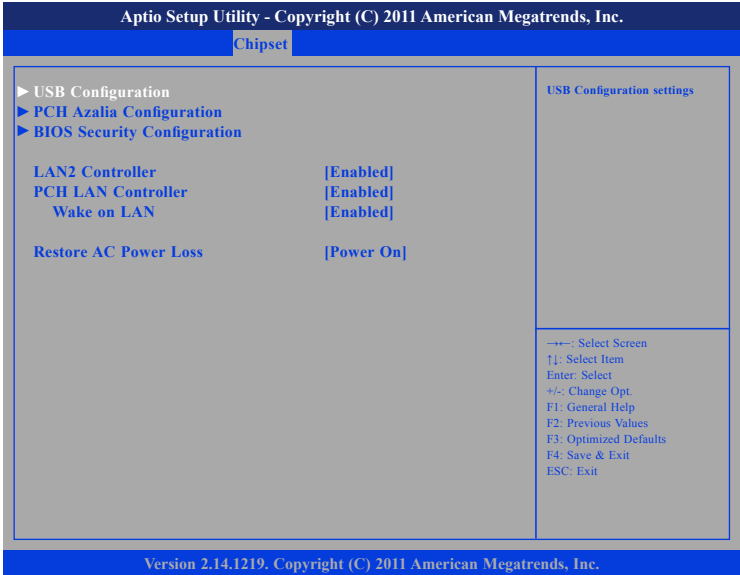 Aptio Setup Utility - Copyright (C) 2011 American Megatrends, Inc.
Chipset
► USB Configuration
► PCH Azalia Configuration
► BIOS Security Configuration
LAN2 Controller [Enabled]
PCH LAN Controller [Enabled]
Wake on LAN [Enabled]
Restore AC Power Loss [Power On]
USB Configuration settings
→←: Select Screen
↑↓: Select Item
Enter: Select
+/-: Change Opt.
F1: General Help
F2: Previous Values
F3: Optimized Defaults
F4: Save & Exit
ESC: Exit
Version 2.14.1219. Copyright (C) 2011 American Megatrends, Inc.